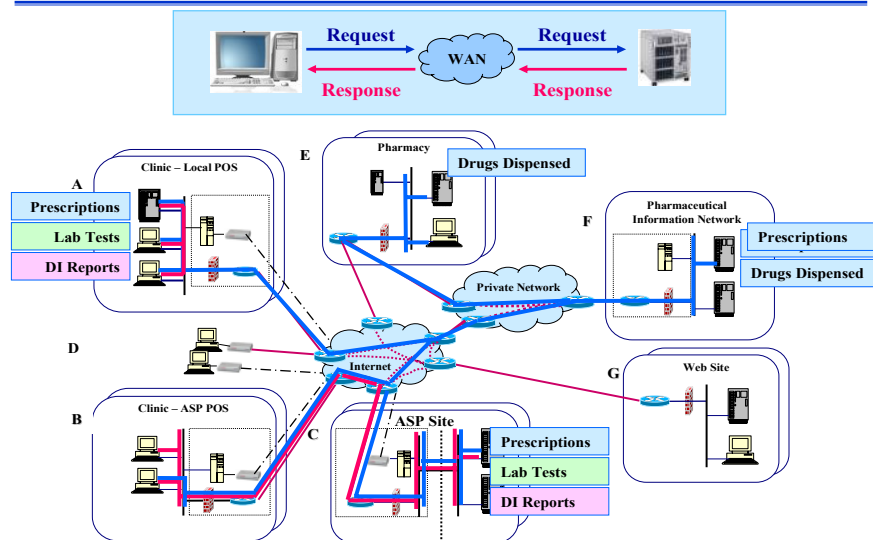 Request
Request
WAN
Response
Response
E
Pharmacy
Drugs Dispensed
A
Clinic – Local POS
Prescriptions
Lab Tests
DI Reports
F
Pharmaceutical
Information Network
Prescriptions
Drugs Dispensed
Private Network
D
Internet
G
Web Site
B
Clinic – ASP POS
C
ASP Site
Prescriptions
Lab Tests
DI Reports